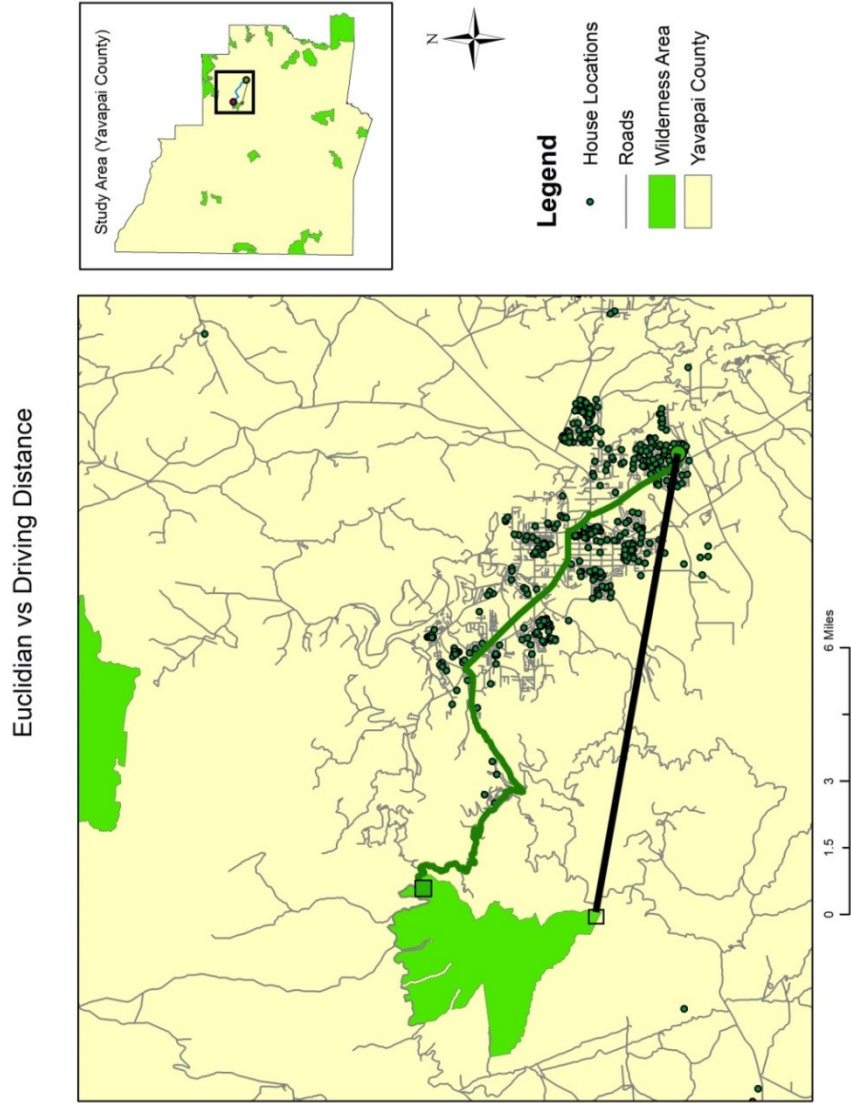 Euclidian vs Driving Distance
Study Area (Yavapai County)
N
Legend
House Locations
Roads
Wilderness Area
Yavapai County
0 1.5 3 6 Miles